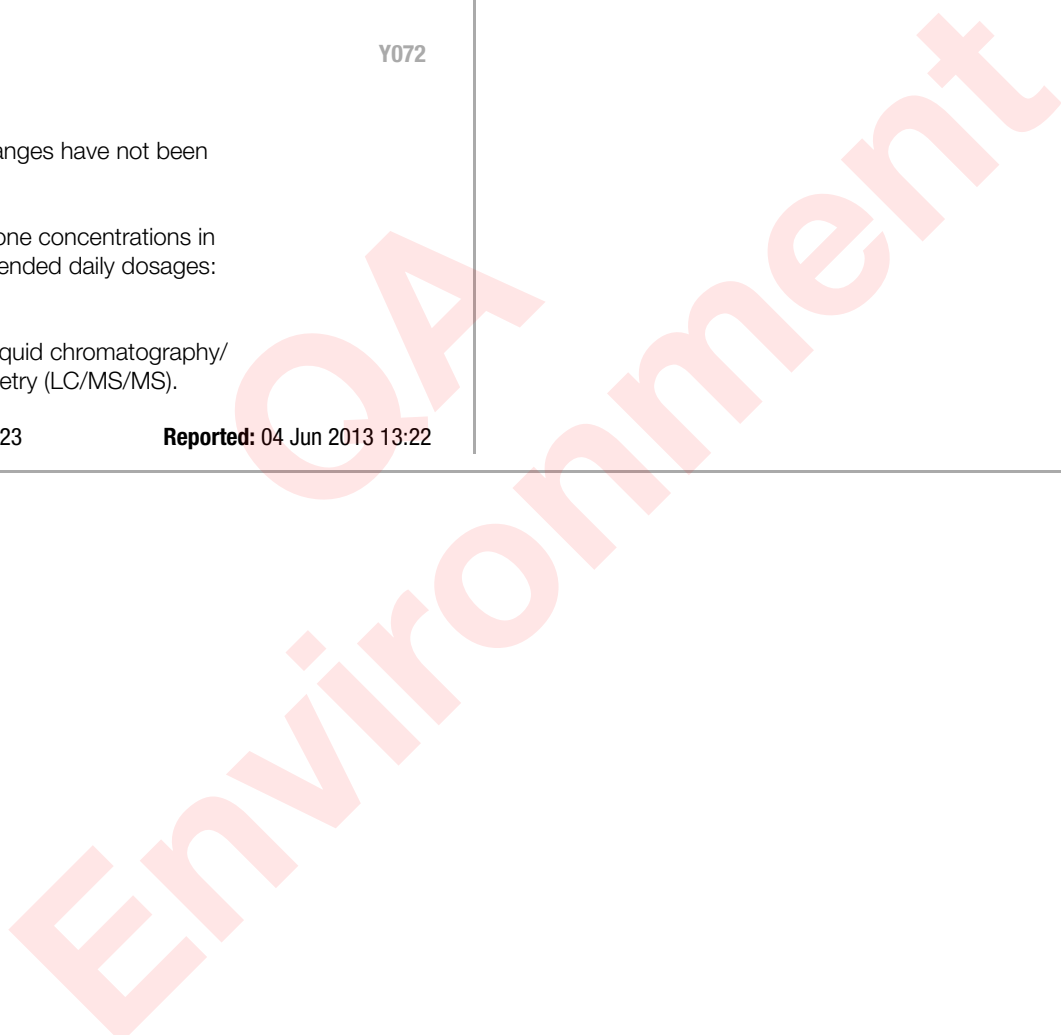 Y072
anges have not been
one concentrations in
ended daily dosages:
quid chromatography/
etry (LC/MS/MS).
23 Reported: 04 Jun 2013 13:22
QA
Environment